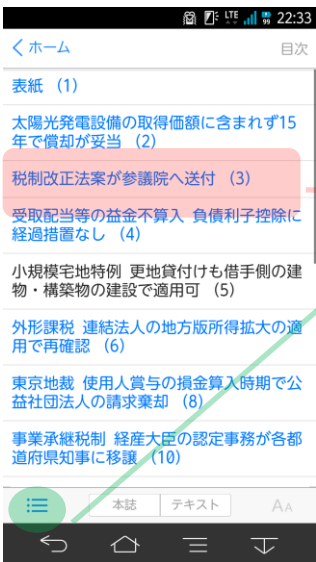 LTE 99 22:33
ホーム 目次
表紙 (1)
太陽光発電設備の取得価額に含まれず15
年で償却が妥当 (2)
税制改正法案が参議院へ送付 (3)
受取配当等の益金不算入 負債利子控除に
経過措置なし (4)
小規模宅地特例 更地貸付けも借手側の建
物・構築物の建設で適用可 (5)
外形課税 連結法人の地方版所得拡大の適
用で再確認 (6)
東京地裁 使用人賞与の損金算入時期で公
益社団法人の請求棄却 (8)
事業承継税制 経産大臣の認定事務が各都
道府県知事に移譲 (10)
本誌 テキスト AA